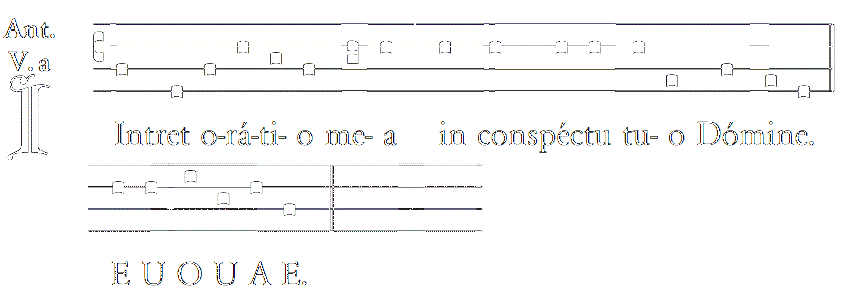 Ant.
V. a
I
Intret o-rá-ti- o me- a in conspéctu tu- o Dómine.
E U O U A E.